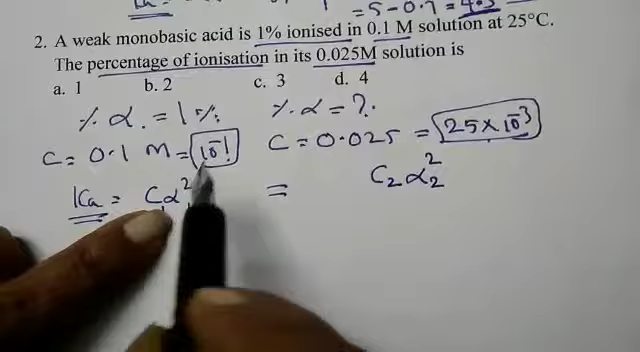 = 5 - 0.7 = 4.3
2. A weak monobasic acid is 1% ionised in 0.1 M solution at 25°C.
The percentage of ionisation in its 0.025M solution is
a. 1 b. 2 c. 3 d. 4
% α = 1% % α = ?
C = 0.1 M = 10⁻¹ C = 0.025 = 25 × 10⁻³
Ka = Cα² = C₂α₂²